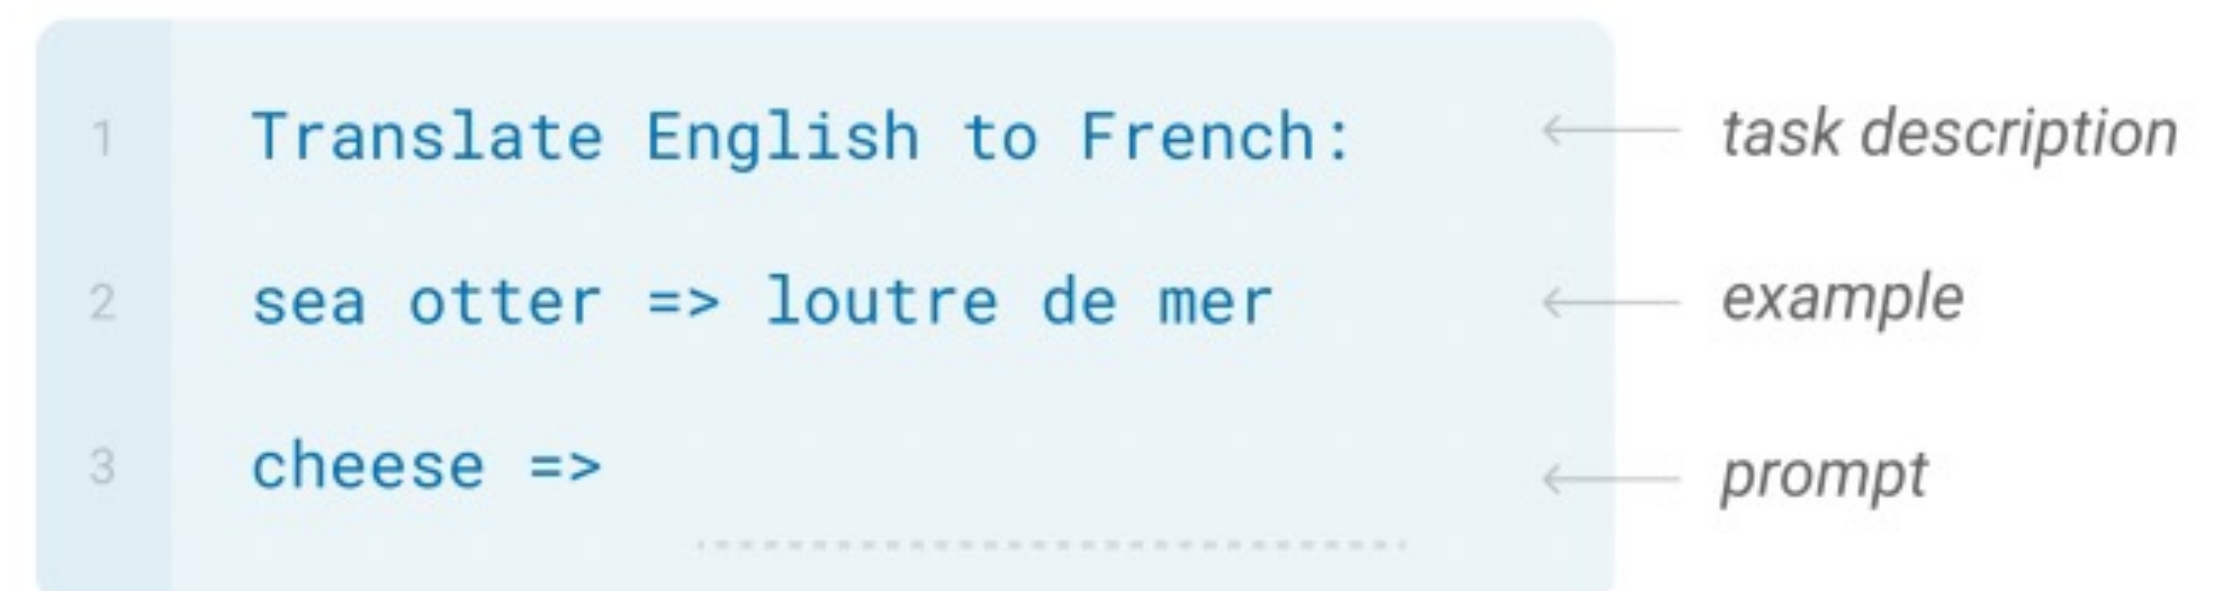 1 Translate English to French: ← task description
2 sea otter => loutre de mer ← example
3 cheese => ← prompt